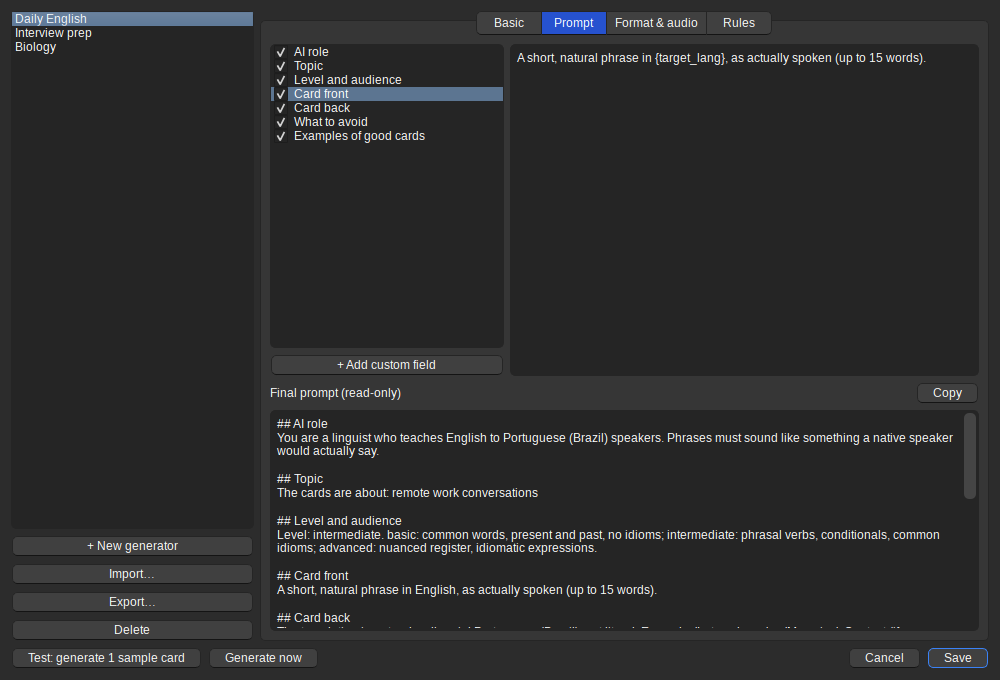 Daily English
Interview prep
Biology
+ New generator
Import…
Export…
Delete
Basic
Prompt
Format & audio
Rules
AI role
Topic
Level and audience
Card front
Card back
What to avoid
Examples of good cards
+ Add custom field
A short, natural phrase in {target_lang}, as actually spoken (up to 15 words).
Final prompt (read-only)
Copy
## AI role
You are a linguist who teaches English to Portuguese (Brazil) speakers. Phrases must sound like something a native speaker
would actually say.
## Topic
The cards are about: remote work conversations
## Level and audience
Level: intermediate. basic: common words, present and past, no idioms; intermediate: phrasal verbs, conditionals, common
idioms; advanced: nuanced register, idiomatic expressions.
## Card front
A short, natural phrase in English, as actually spoken (up to 15 words).
## Card back
Test: generate 1 sample card
Generate now
Cancel
Save